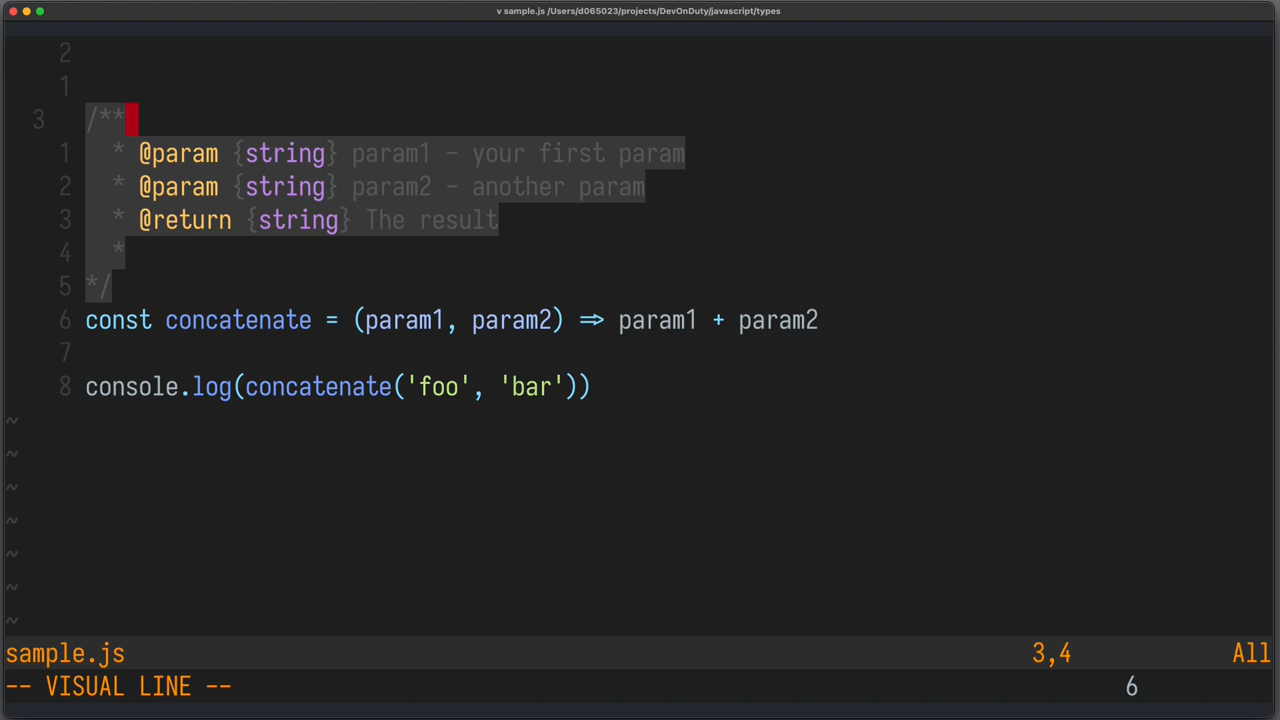 v sample.js /Users/d065023/projects/DevOnDuty/javascript/types
2
1
3 /**
1 * @param {string} param1 - your first param
2 * @param {string} param2 - another param
3 * @return {string} The result
4 *
5 */
6 const concatenate = (param1, param2) => param1 + param2
7
8 console.log(concatenate('foo', 'bar'))
~
~
~
~
~
~
~
sample.js 3,4 All
-- VISUAL LINE -- 6